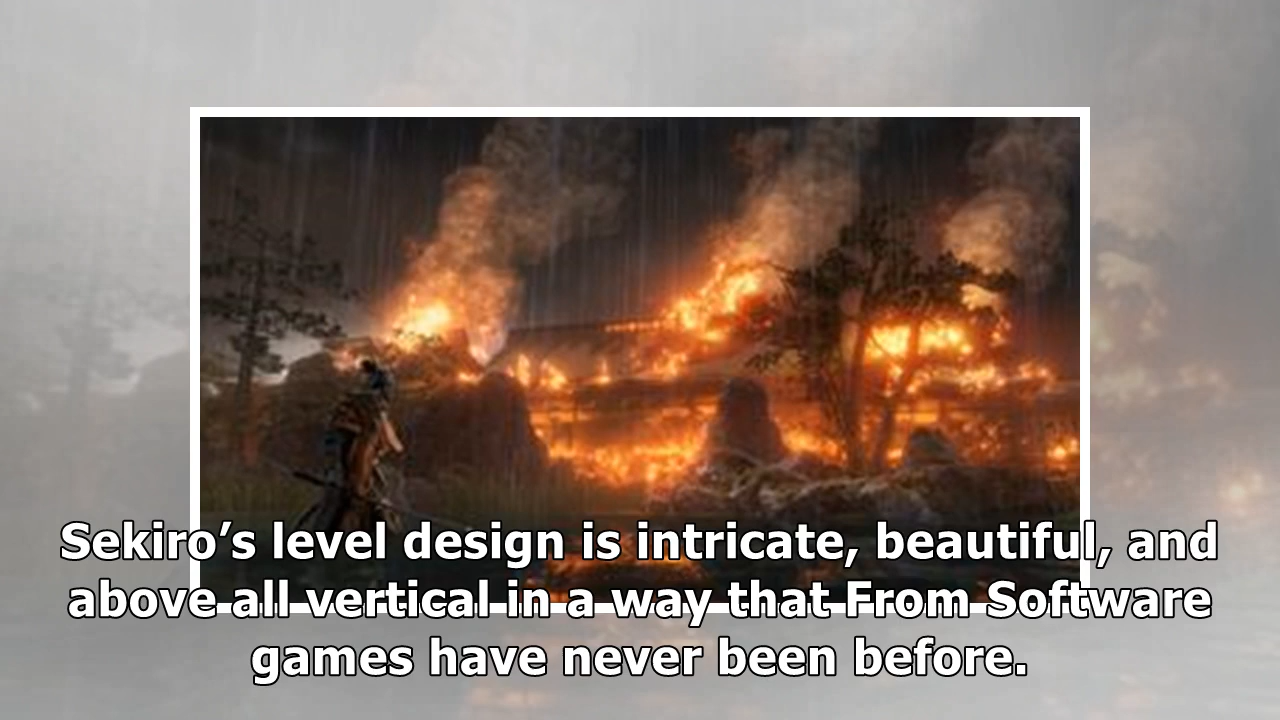 Sekiro’s level design is intricate, beautiful, and
above all vertical in a way that From Software
games have never been before.